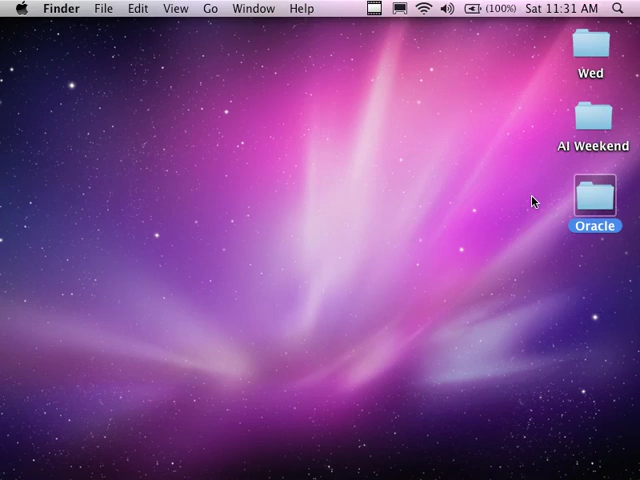 Finder File Edit View Go Window Help (100%) Sat 11:31 AM
Wed
AI Weekend
Oracle